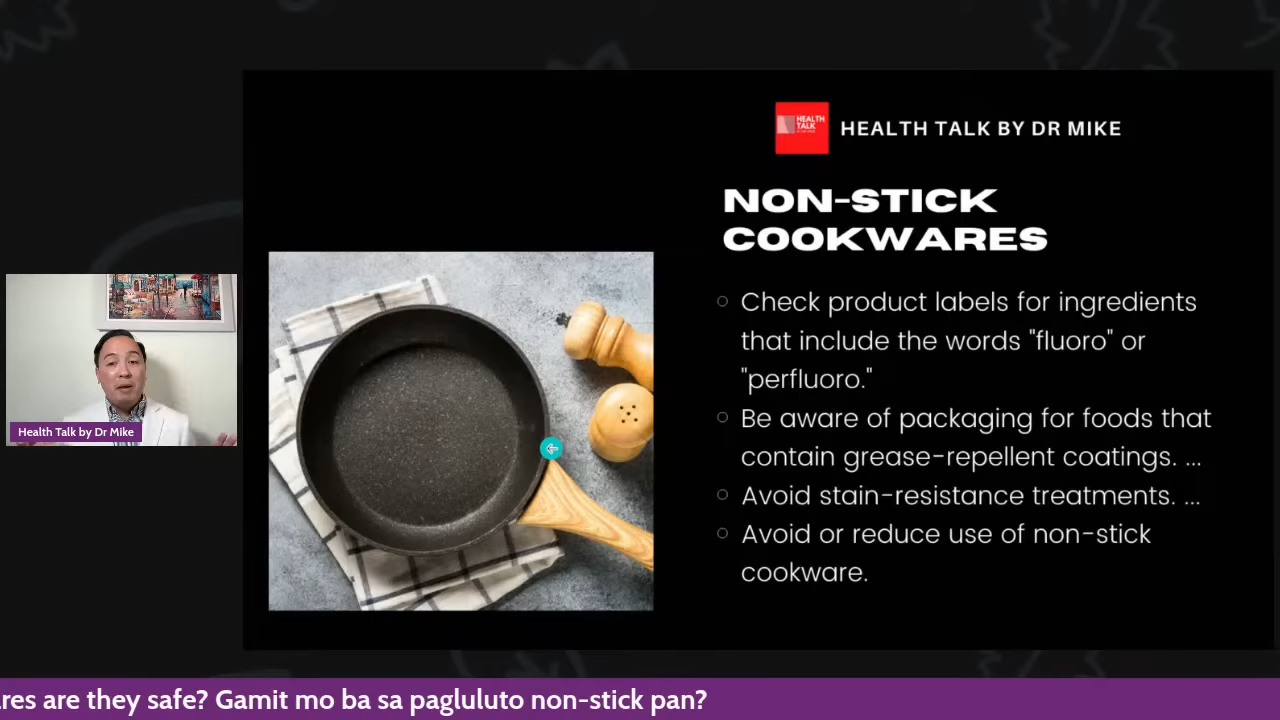 HEALTH
TALK
HEALTH TALK BY DR MIKE
NON-STICK
COOKWARES
Check product labels for ingredients
that include the words "fluoro" or
"perfluoro."
Be aware of packaging for foods that
contain grease-repellent coatings. ...
Avoid stain-resistance treatments. ...
Avoid or reduce use of non-stick
cookware.
Health Talk by Dr Mike
res are they safe? Gamit mo ba sa pagluluto non-stick pan?